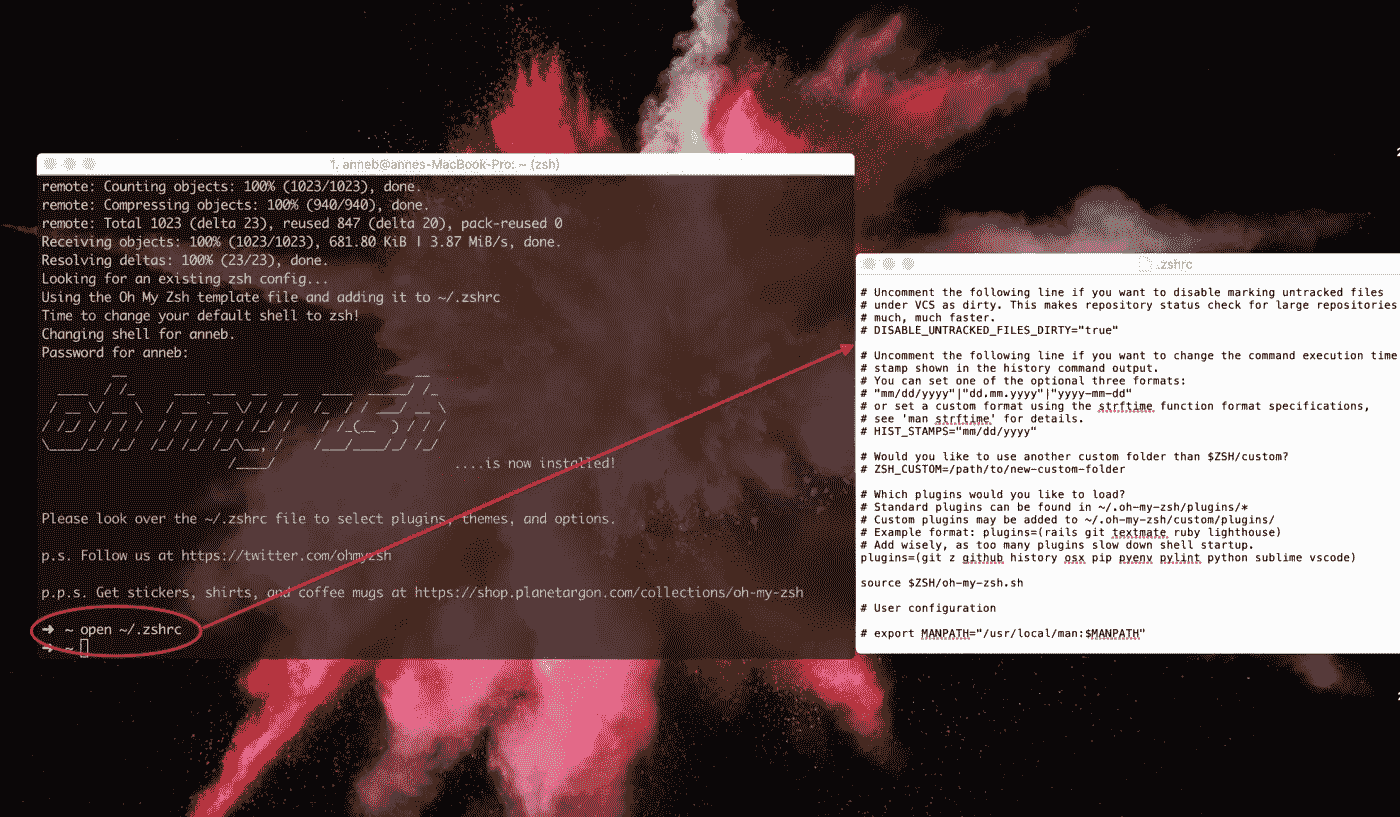 1. anneb@annes-MacBook-Pro: ~ (zsh)
remote: Counting objects: 100% (1023/1023), done.
remote: Compressing objects: 100% (940/940), done.
remote: Total 1023 (delta 23), reused 847 (delta 20), pack-reused 0
Receiving objects: 100% (1023/1023), 681.80 KiB | 3.87 MiB/s, done.
Resolving deltas: 100% (23/23), done.
Looking for an existing zsh config...
Using the Oh My Zsh template file and adding it to ~/.zshrc
Time to change your default shell to zsh!
Changing shell for anneb.
Password for anneb:
oh my zsh
....is now installed!
Please look over the ~/.zshrc file to select plugins, themes, and options.
p.s. Follow us at https://twitter.com/ohmyzsh
p.p.s. Get stickers, shirts, and coffee mugs at https://shop.planetargon.com/collections/oh-my-zsh
➜ ~ open ~/.zshrc
➜ ~
.zshrc
# Uncomment the following line if you want to disable marking untracked files
# under VCS as dirty. This makes repository status check for large repositories
# much, much faster.
# DISABLE_UNTRACKED_FILES_DIRTY="true"
# Uncomment the following line if you want to change the command execution time
# stamp shown in the history command output.
# You can set one of the optional three formats:
# "mm/dd/yyyy"|"dd.mm.yyyy"|"yyyy-mm-dd"
# or set a custom format using the strftime function format specifications,
# see 'man strftime' for details.
# HIST_STAMPS="mm/dd/yyyy"
# Would you like to use another custom folder than $ZSH/custom?
# ZSH_CUSTOM=/path/to/new-custom-folder
# Which plugins would you like to load?
# Standard plugins can be found in ~/.oh-my-zsh/plugins/*
# Custom plugins may be added to ~/.oh-my-zsh/custom/plugins/
# Example format: plugins=(rails git textmate ruby lighthouse)
# Add wisely, as too many plugins slow down shell startup.
plugins=(git z github history osx pip pyenv pylint python sublime vscode)
source $ZSH/oh-my-zsh.sh
# User configuration
# export MANPATH="/usr/local/man:$MANPATH"